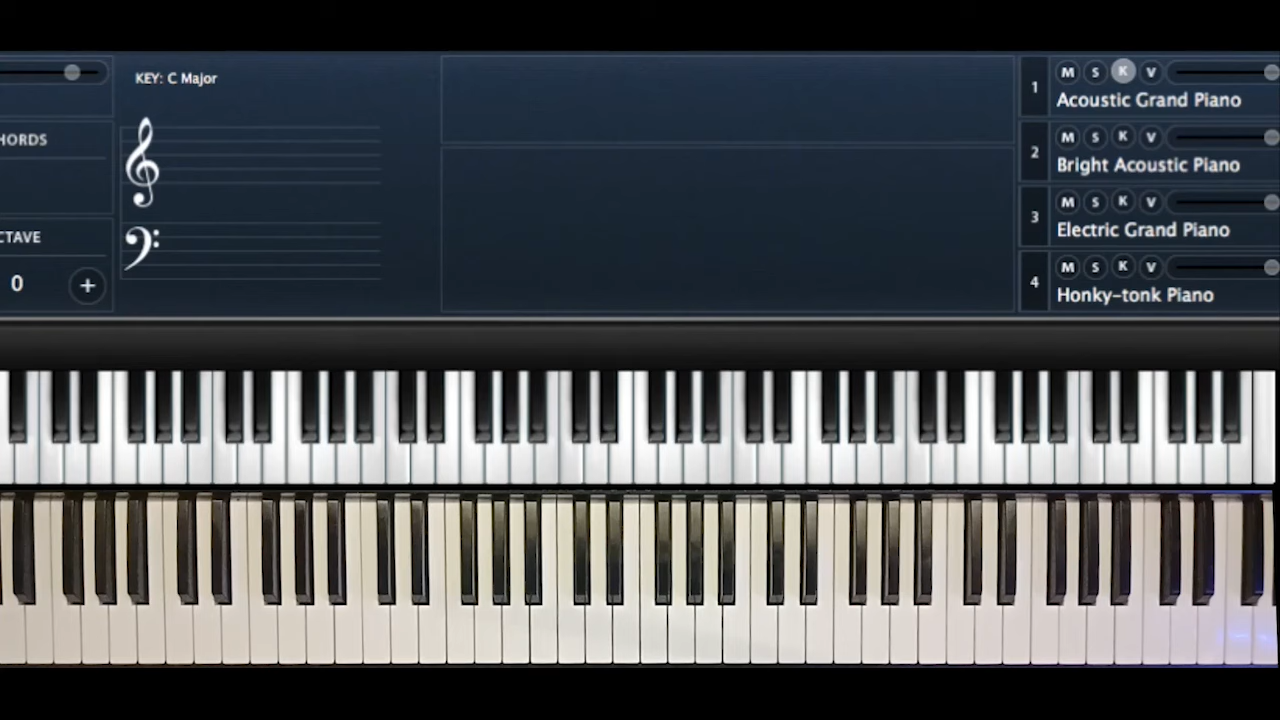 KEY: C Major
HORDS
CTAVE
0 +
1 M S K V
Acoustic Grand Piano
2 M S K V
Bright Acoustic Piano
3 M S K V
Electric Grand Piano
4 M S K V
Honky-tonk Piano